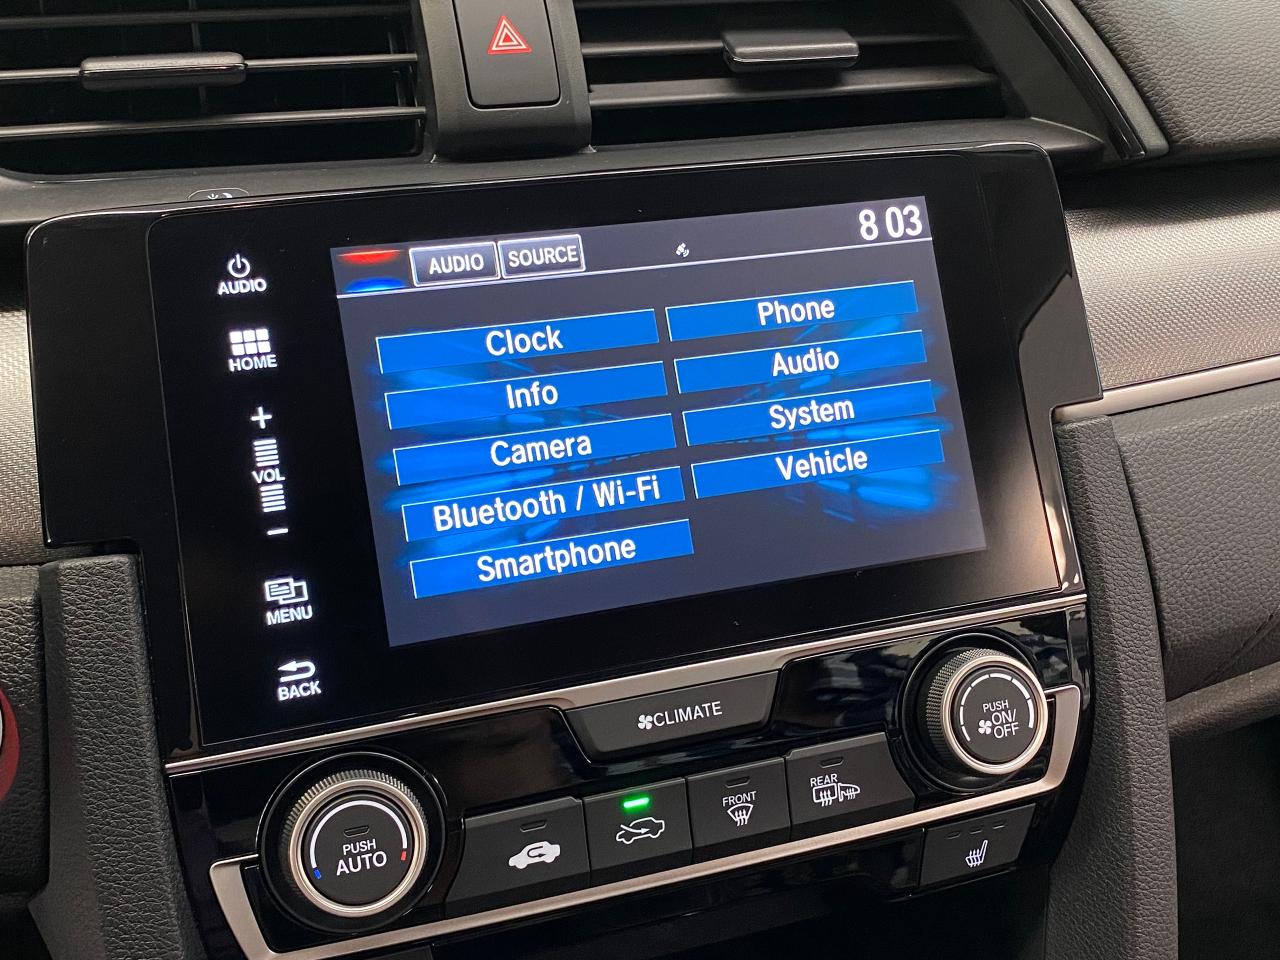 AUDIO SOURCE 8 03
AUDIO
HOME
+
VOL
-
MENU
BACK
Clock
Phone
Info
Audio
Camera
System
Bluetooth / Wi-Fi
Vehicle
Smartphone
CLIMATE
PUSH
AUTO
FRONT
REAR
PUSH
ON/
OFF